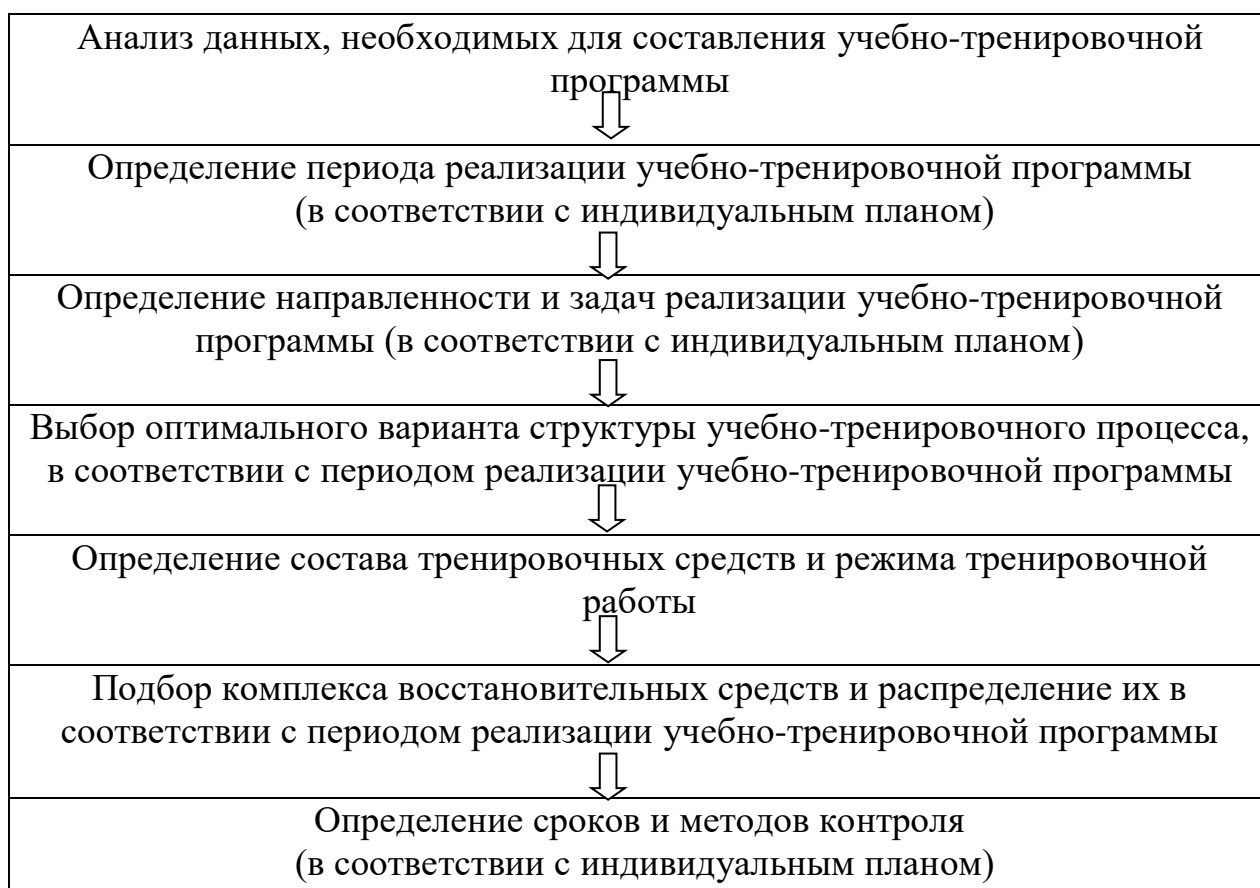 Анализ данных, необходимых для составления учебно-тренировочной
программы
Определение периода реализации учебно-тренировочной программы
(в соответствии с индивидуальным планом)
Определение направленности и задач реализации учебно-тренировочной
программы (в соответствии с индивидуальным планом)
Выбор оптимального варианта структуры учебно-тренировочного процесса,
в соответствии с периодом реализации учебно-тренировочной программы
Определение состава тренировочных средств и режима тренировочной
работы
Подбор комплекса восстановительных средств и распределение их в
соответствии с периодом реализации учебно-тренировочной программы
Определение сроков и методов контроля
(в соответствии с индивидуальным планом)